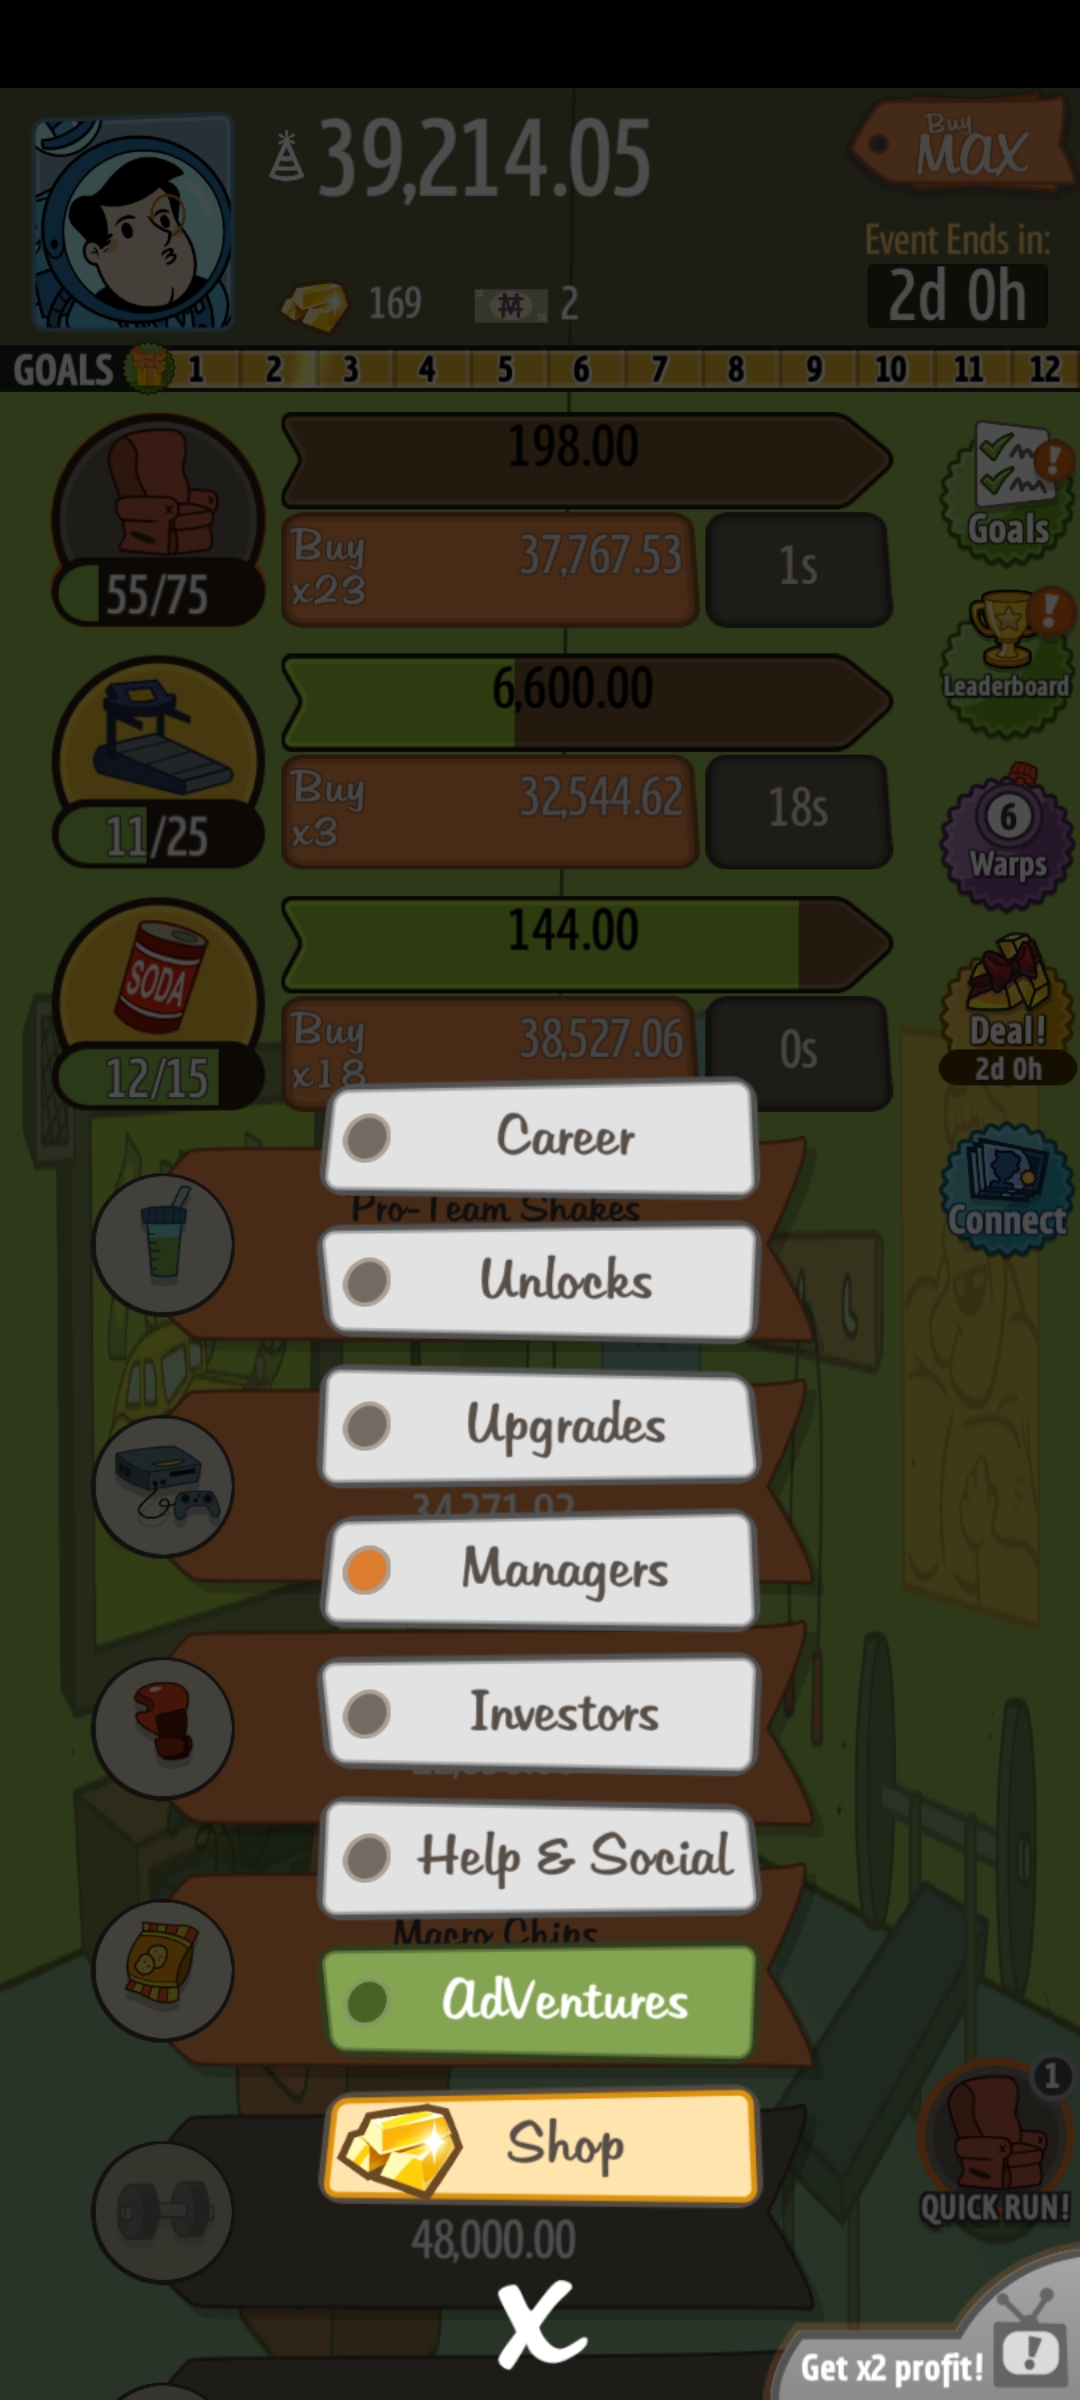 39,214.05
Buy
MAX
Event Ends in:
2d 0h
169
2
GOALS 1 2 3 4 5 6 7 8 9 10 11 12
198.00
Buy
x23
37,767.53
1s
55/75
Goals
6,600.00
Buy
x3
32,544.62
18s
11/25
Leaderboard
6
Warps
144.00
SODA
Buy
x18
38,527.06
0s
12/15
Deal!
2d 0h
Career
Pro-Team Shakes
Connect
Unlocks
Upgrades
34,271.92
Managers
Investors
Help & Social
Macro Chips
AdVentures
Shop
1
QUICK RUN!
48,000.00
X
Get x2 profit!